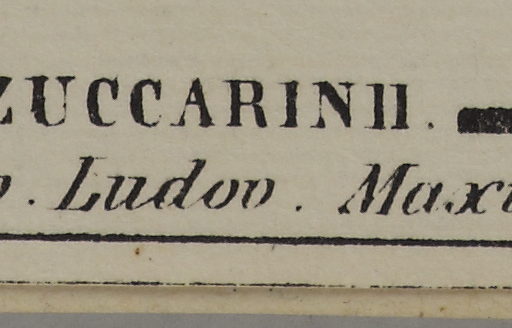 ZUCCARINII.
. Ludov. Maxi